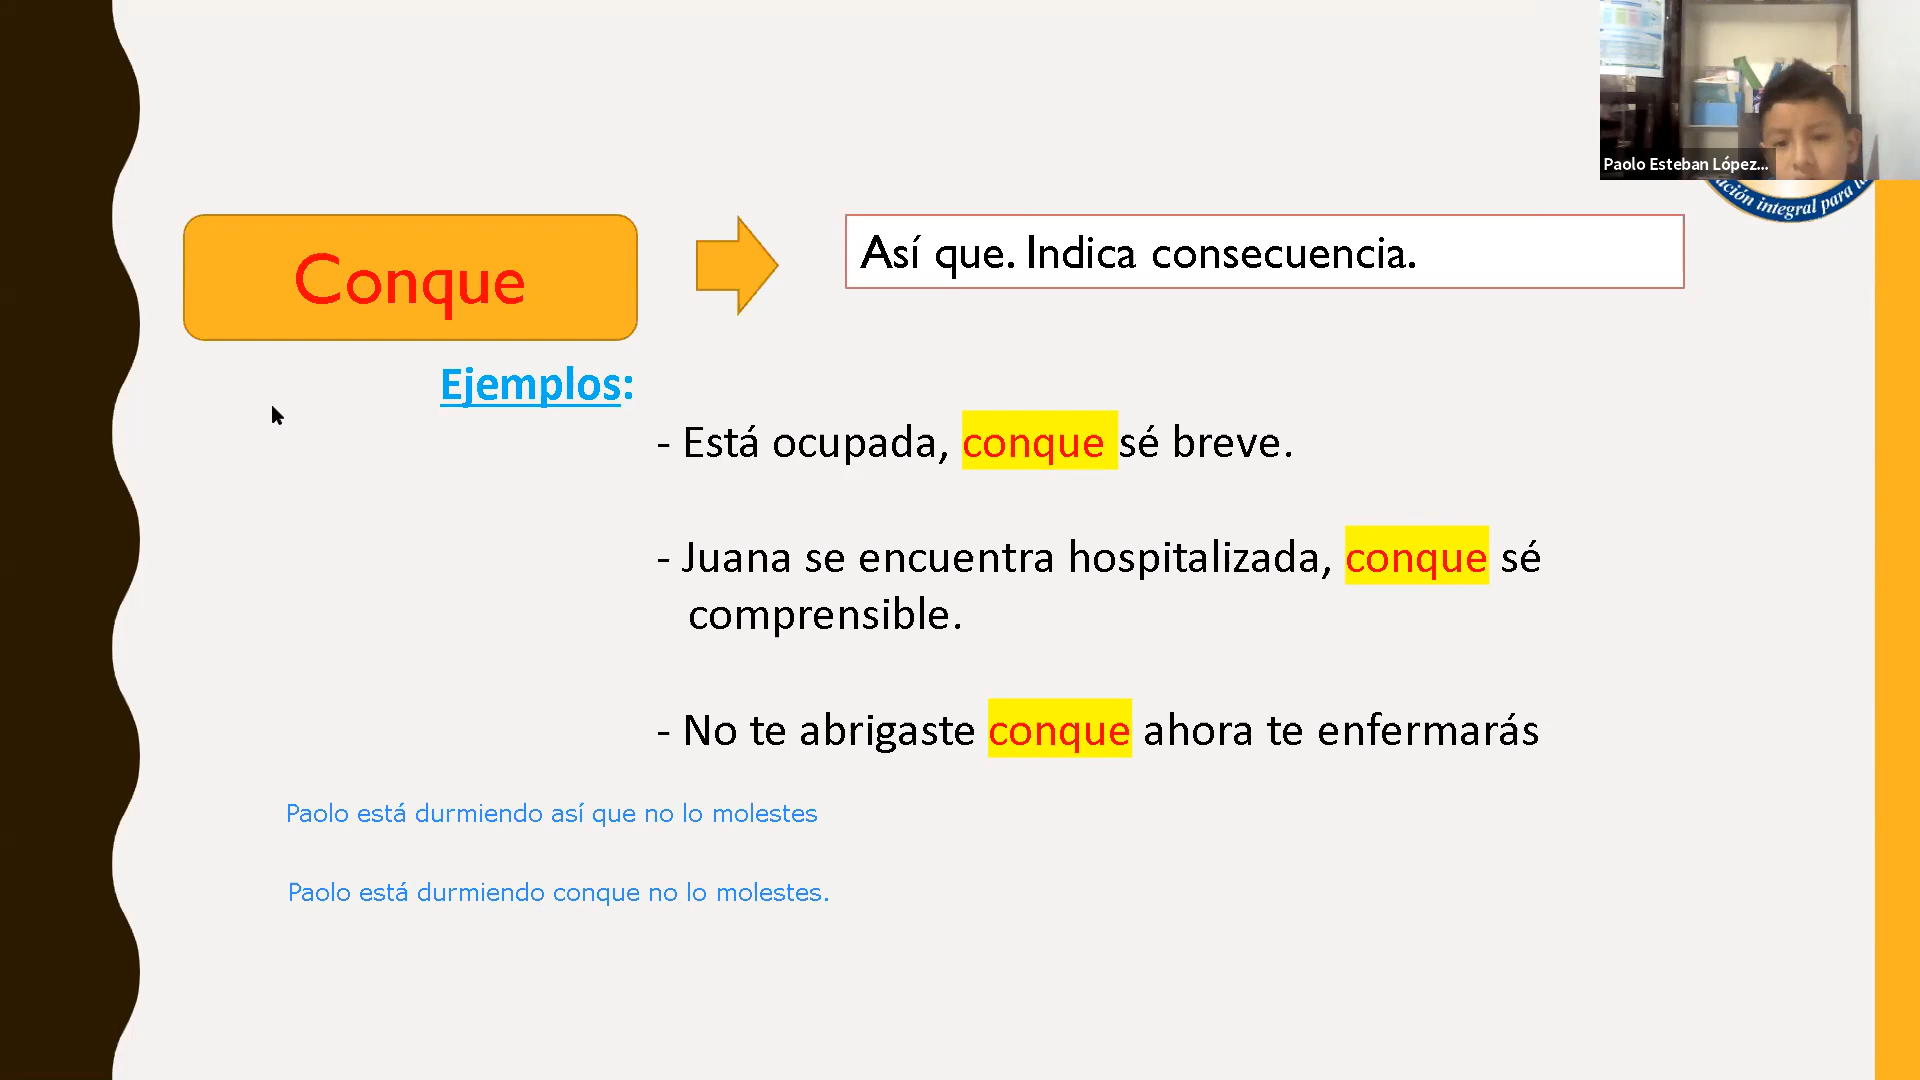 Paolo Esteban López...
ción integral para
Conque
Así que. Indica consecuencia.
Ejemplos:
- Está ocupada, conque sé breve.
- Juana se encuentra hospitalizada, conque sé
comprensible.
- No te abrigaste conque ahora te enfermarás
Paolo está durmiendo así que no lo molestes
Paolo está durmiendo conque no lo molestes.